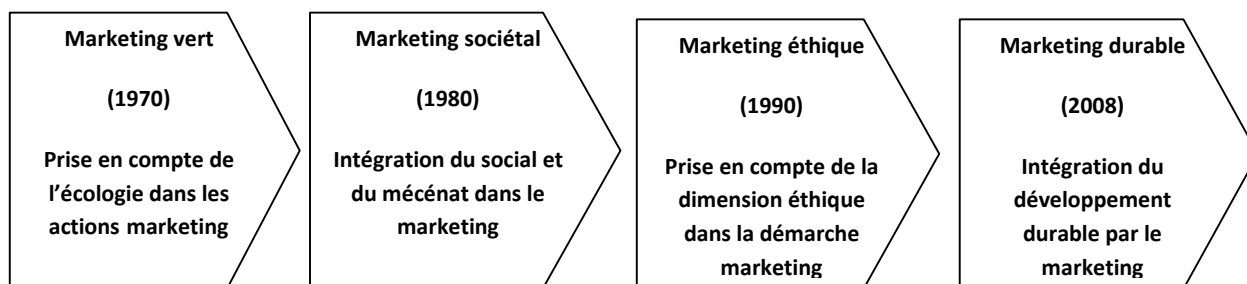 Marketing vert
(1970)
Prise en compte de
l’écologie dans les
actions marketing
Marketing sociétal
(1980)
Intégration du social et
du mécénat dans le
marketing
Marketing éthique
(1990)
Prise en compte de la
dimension éthique
dans la démarche
marketing
Marketing durable
(2008)
Intégration du
développement
durable par le
marketing